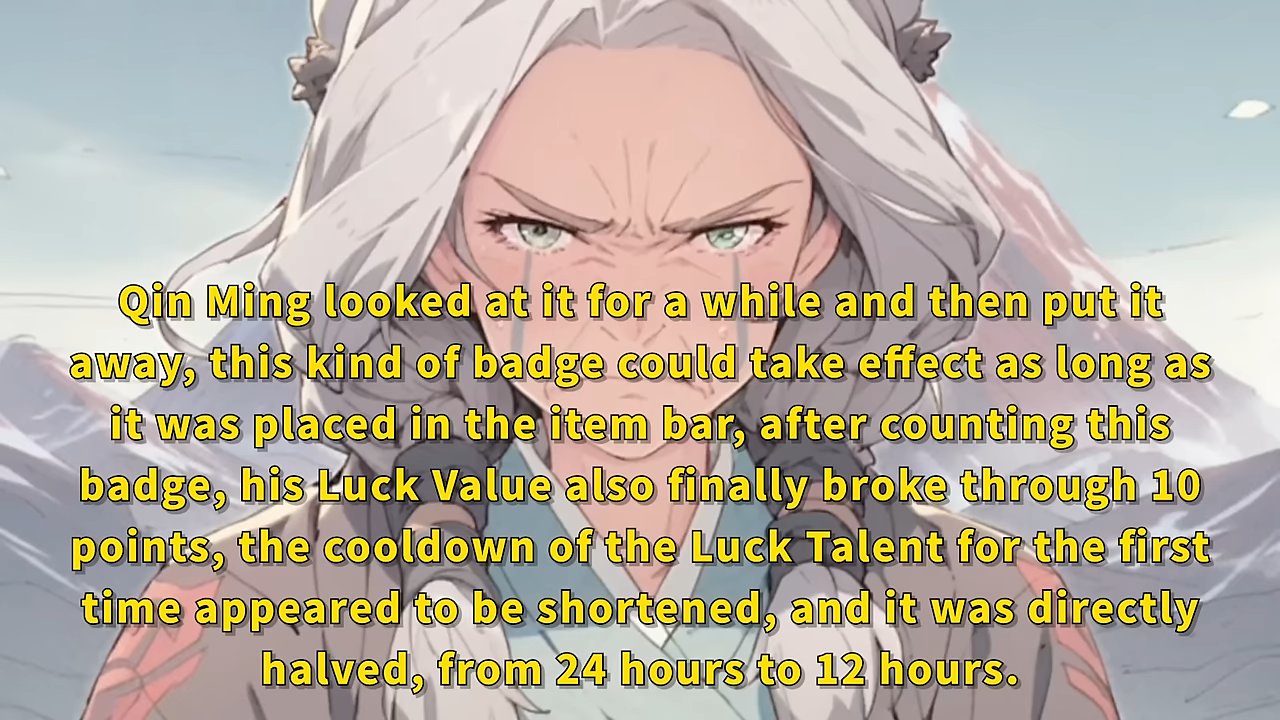 Qin Ming looked at it for a while and then put it
away, this kind of badge could take effect as long as
it was placed in the item bar, after counting this
badge, his Luck Value also finally broke through 10
points, the cooldown of the Luck Talent for the first
time appeared to be shortened, and it was directly
halved, from 24 hours to 12 hours.